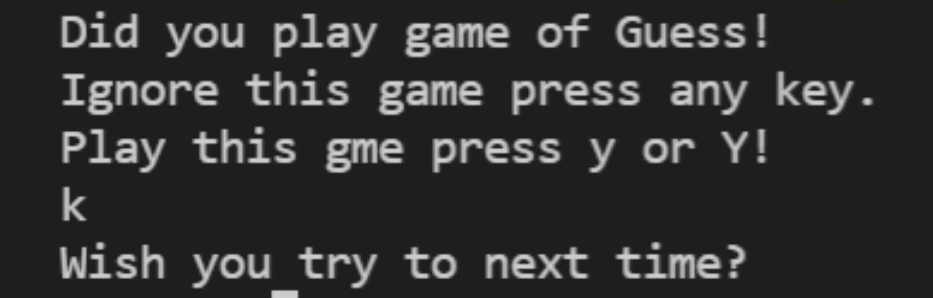 Did you play game of Guess!
Ignore this game press any key.
Play this gme press y or Y!
k
Wish you try to next time?